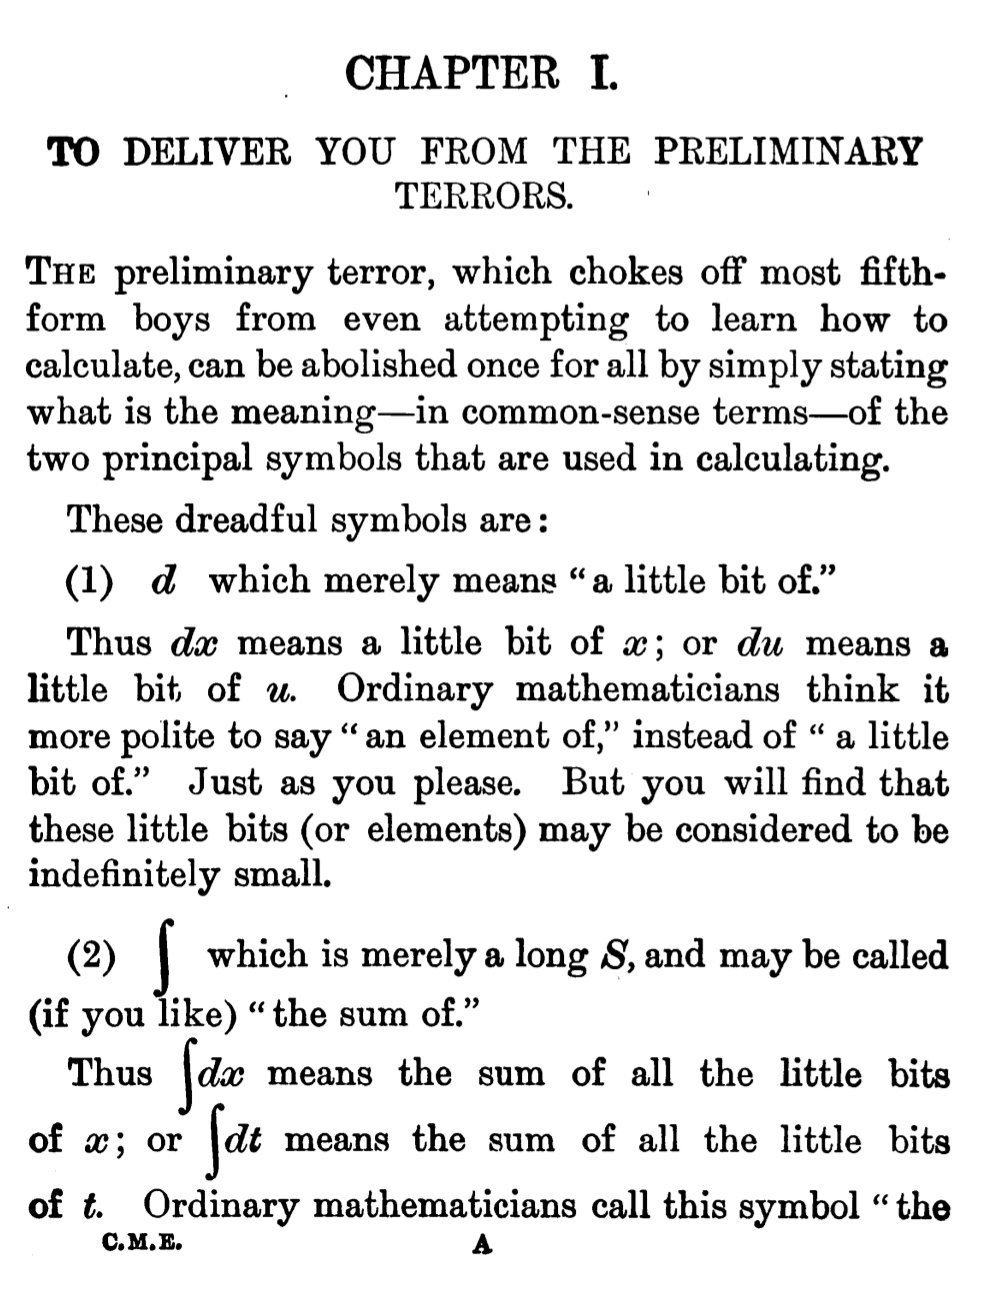 CHAPTER I.
TO DELIVER YOU FROM THE PRELIMINARY
TERRORS.
THE preliminary terror, which chokes off most fifth-
form boys from even attempting to learn how to
calculate, can be abolished once for all by simply stating
what is the meaning—in common-sense terms—of the
two principal symbols that are used in calculating.
These dreadful symbols are:
(1) d which merely means “a little bit of.”
Thus dx means a little bit of x; or du means a
little bit of u. Ordinary mathematicians think it
more polite to say “an element of,” instead of “ a little
bit of.” Just as you please. But you will find that
these little bits (or elements) may be considered to be
indefinitely small.
(2) ∫ which is merely a long S, and may be called
(if you like) “the sum of.”
Thus ∫dx means the sum of all the little bits
of x; or ∫dt means the sum of all the little bits
of t. Ordinary mathematicians call this symbol “the
C.M.E. A